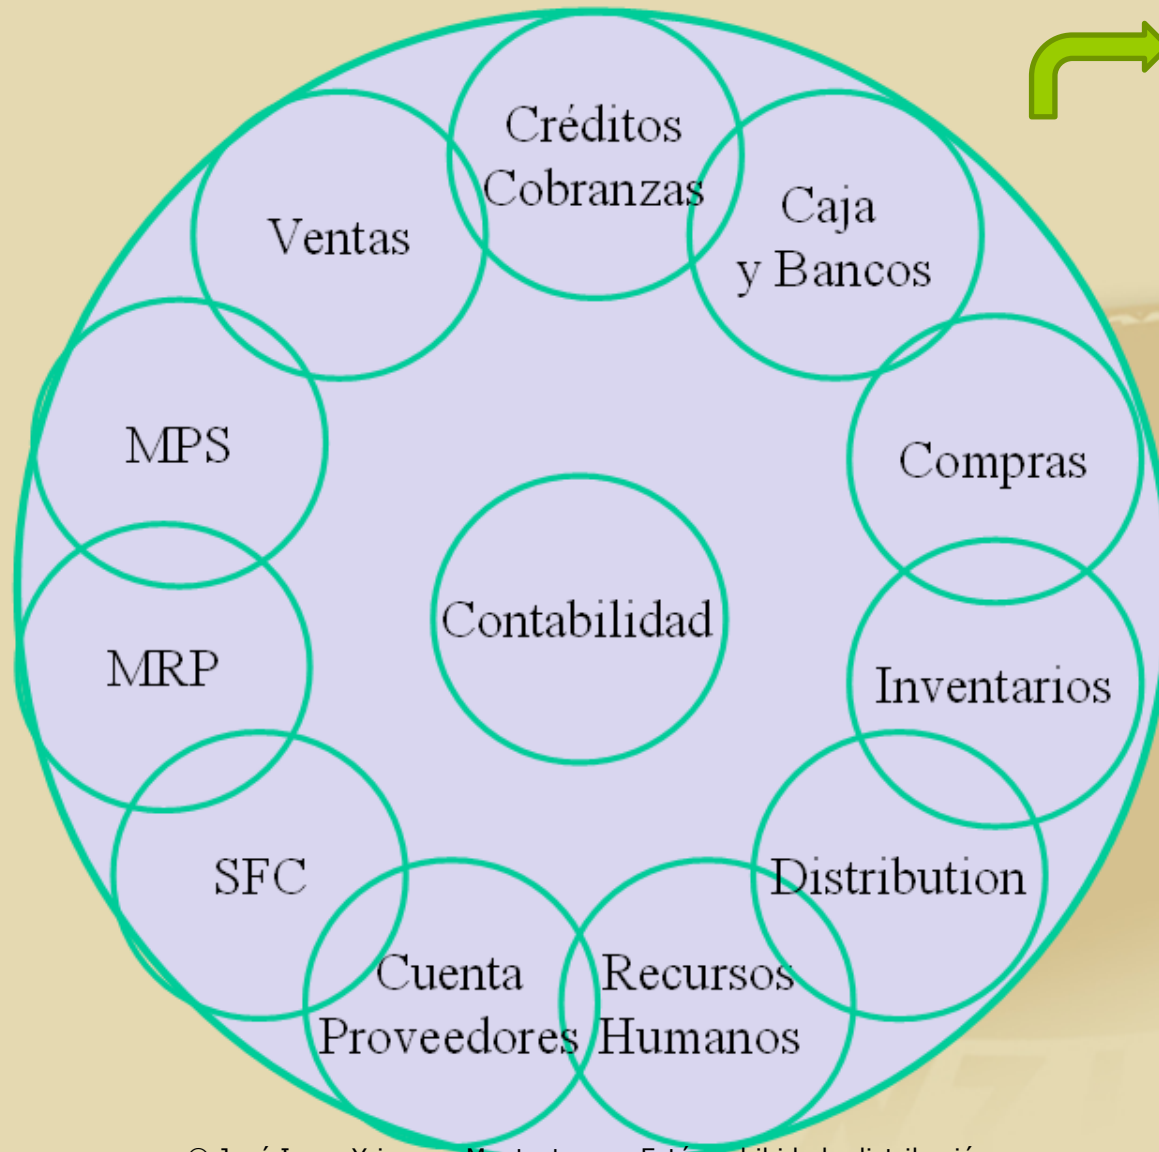 Créditos
Cobranzas
Caja
y Bancos
Ventas
MPS
Compras
Contabilidad
MRP
Inventarios
SFC
Distribution
Cuenta
Proveedores
Recursos
Humanos